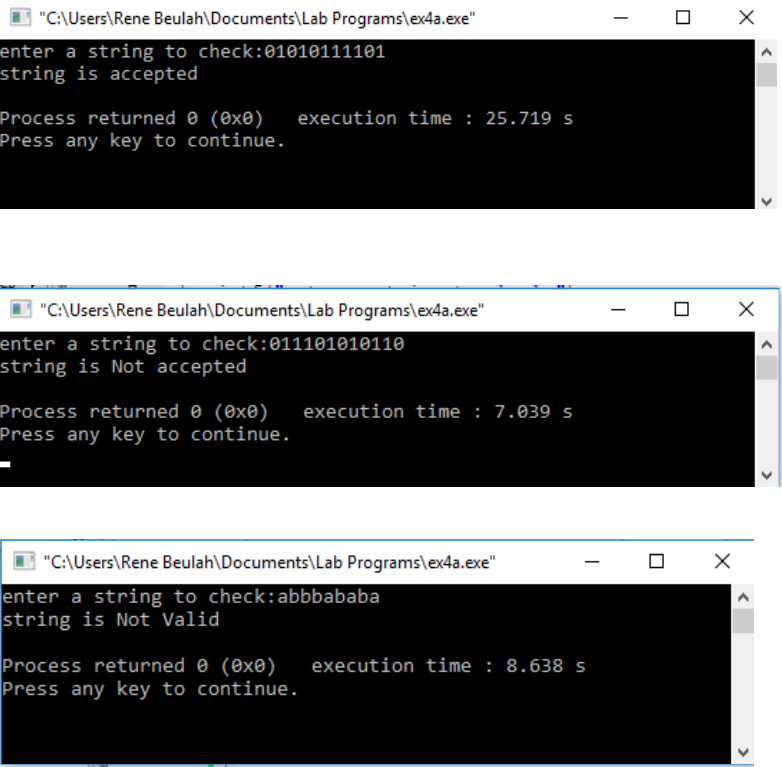 "C:\Users\Rene Beulah\Documents\Lab Programs\ex4a.exe"
enter a string to check:01010111101
string is accepted
Process returned 0 (0x0)   execution time : 25.719 s
Press any key to continue.
"C:\Users\Rene Beulah\Documents\Lab Programs\ex4a.exe"
enter a string to check:011101010110
string is Not accepted
Process returned 0 (0x0)   execution time : 7.039 s
Press any key to continue.
"C:\Users\Rene Beulah\Documents\Lab Programs\ex4a.exe"
enter a string to check:abbbababa
string is Not Valid
Process returned 0 (0x0)   execution time : 8.638 s
Press any key to continue.